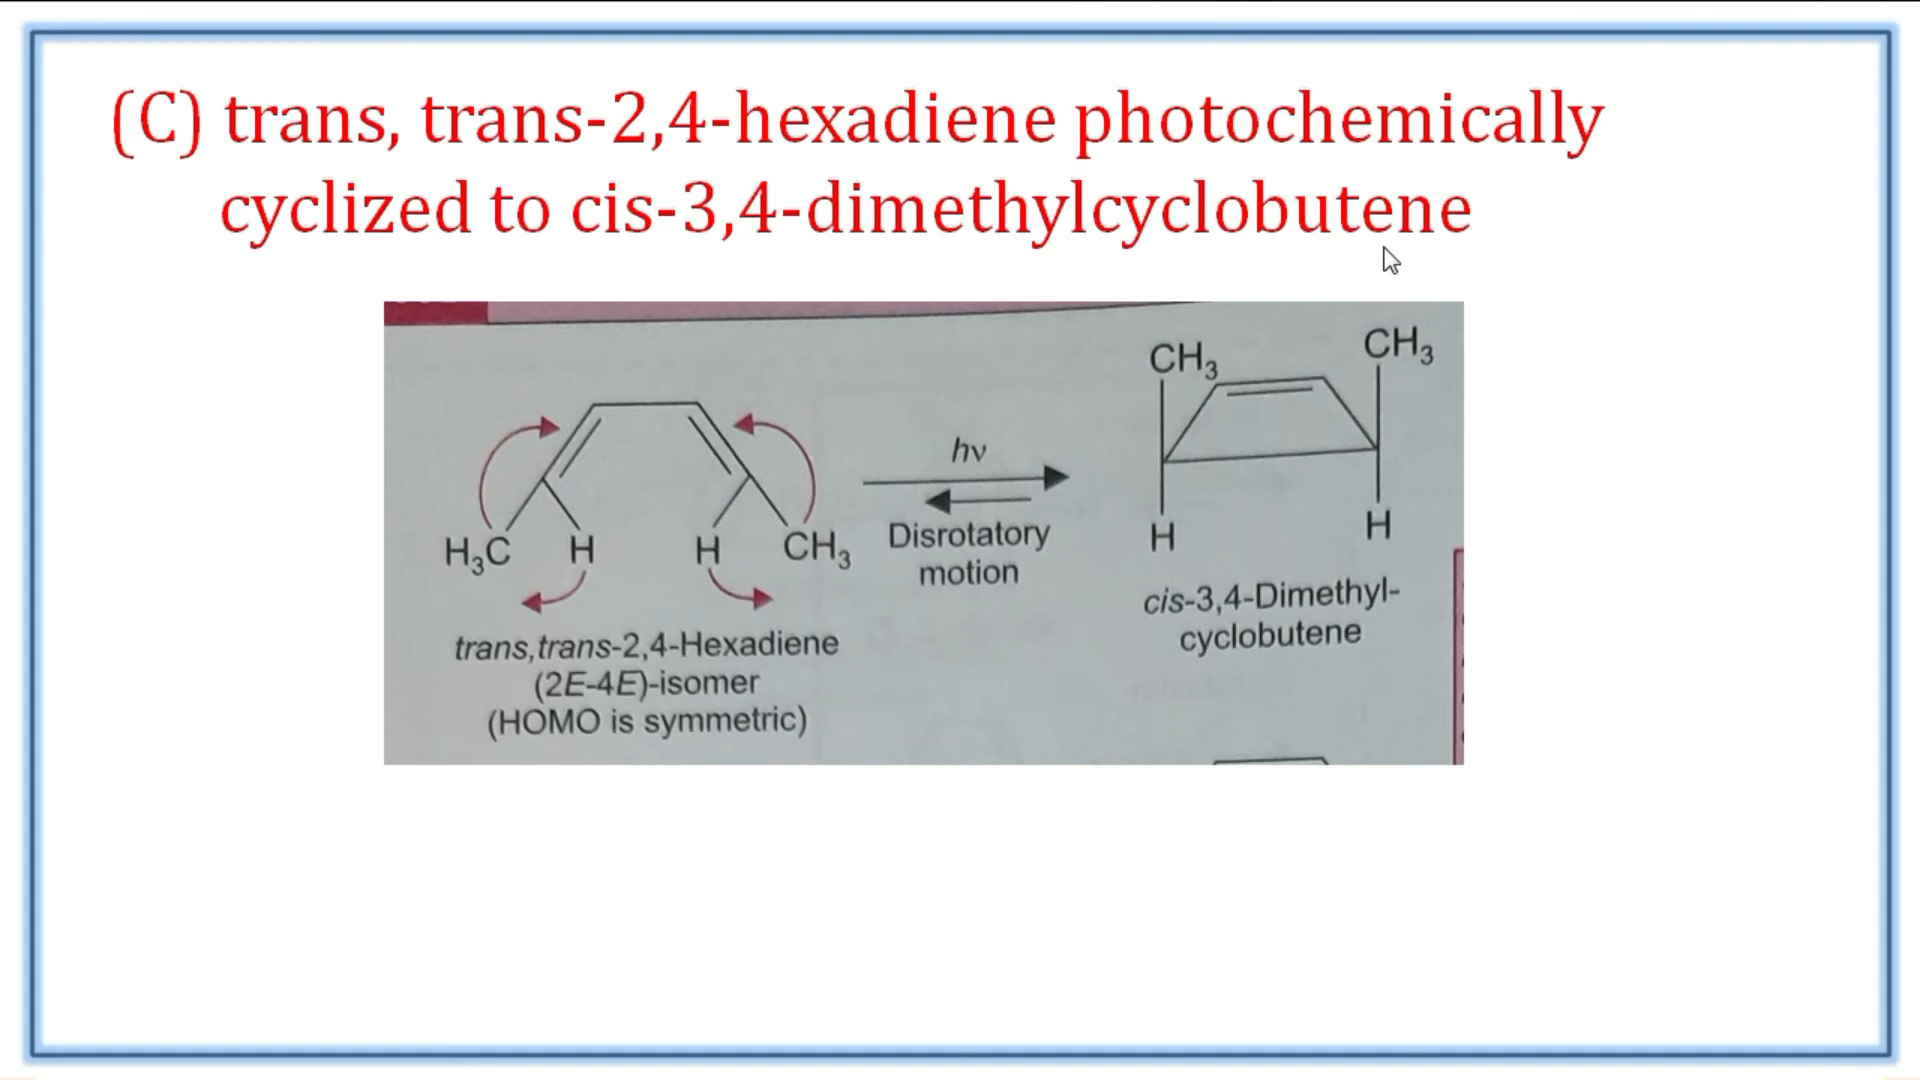 (C) trans, trans-2,4-hexadiene photochemically
cyclized to cis-3,4-dimethylcyclobutene
CH₃ CH₃
hν
H₃C H H CH₃
Disrotatory
motion
H H
trans,trans-2,4-Hexadiene
(2E-4E)-isomer
(HOMO is symmetric)
cis-3,4-Dimethyl-
cyclobutene